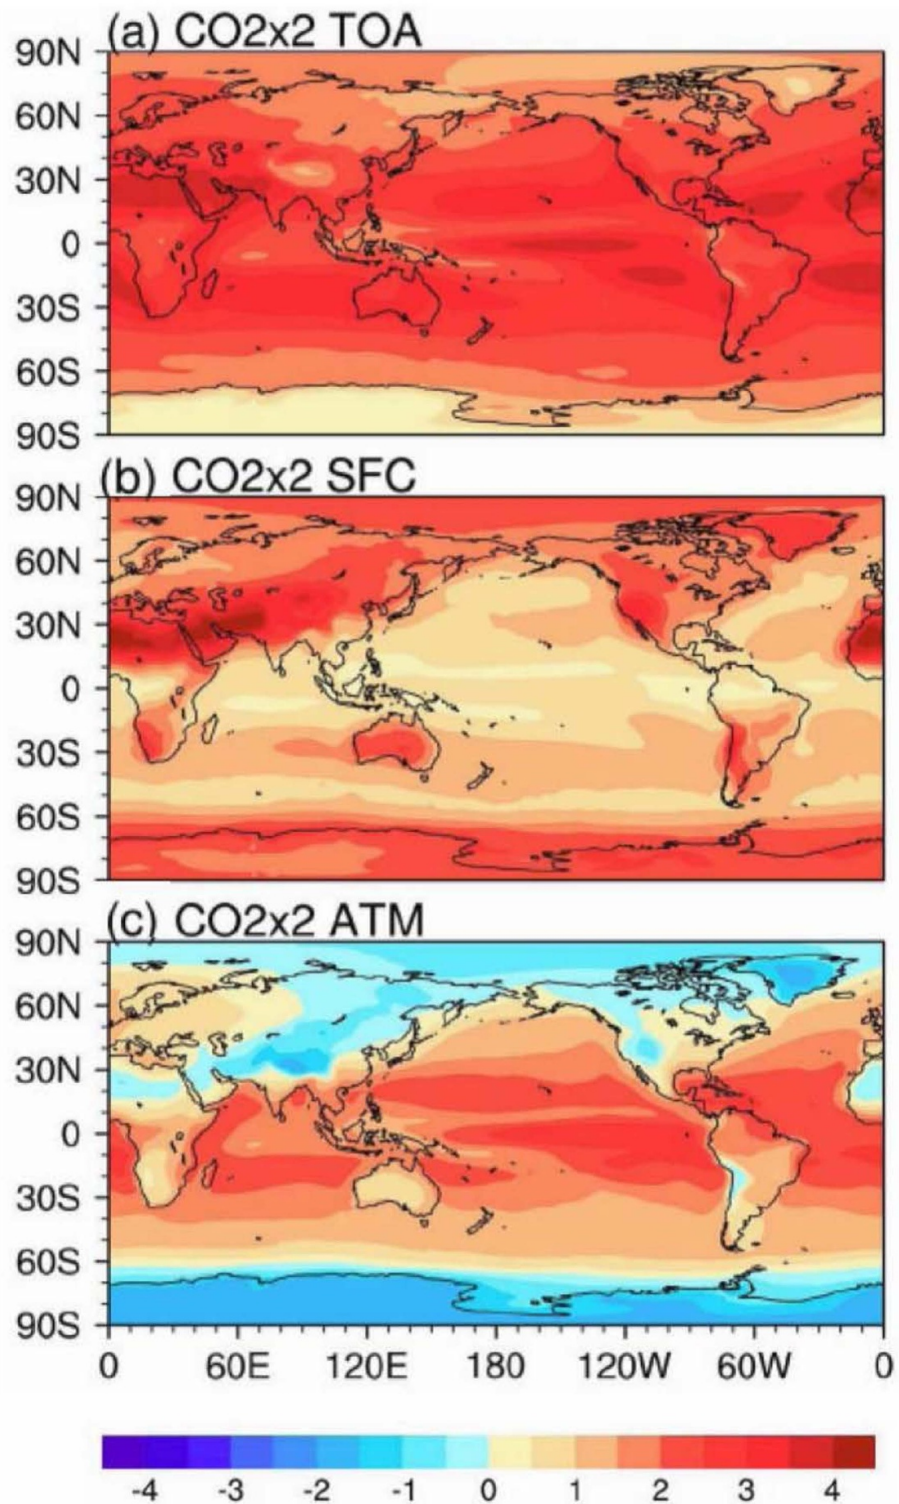 (a) CO2x2 TOA
90N
60N
30N
0
30S
60S
90S
(b) CO2x2 SFC
90N
60N
30N
0
30S
60S
90S
(c) CO2x2 ATM
90N
60N
30N
0
30S
60S
90S
0 60E 120E 180 120W 60W 0
-4 -3 -2 -1 0 1 2 3 4